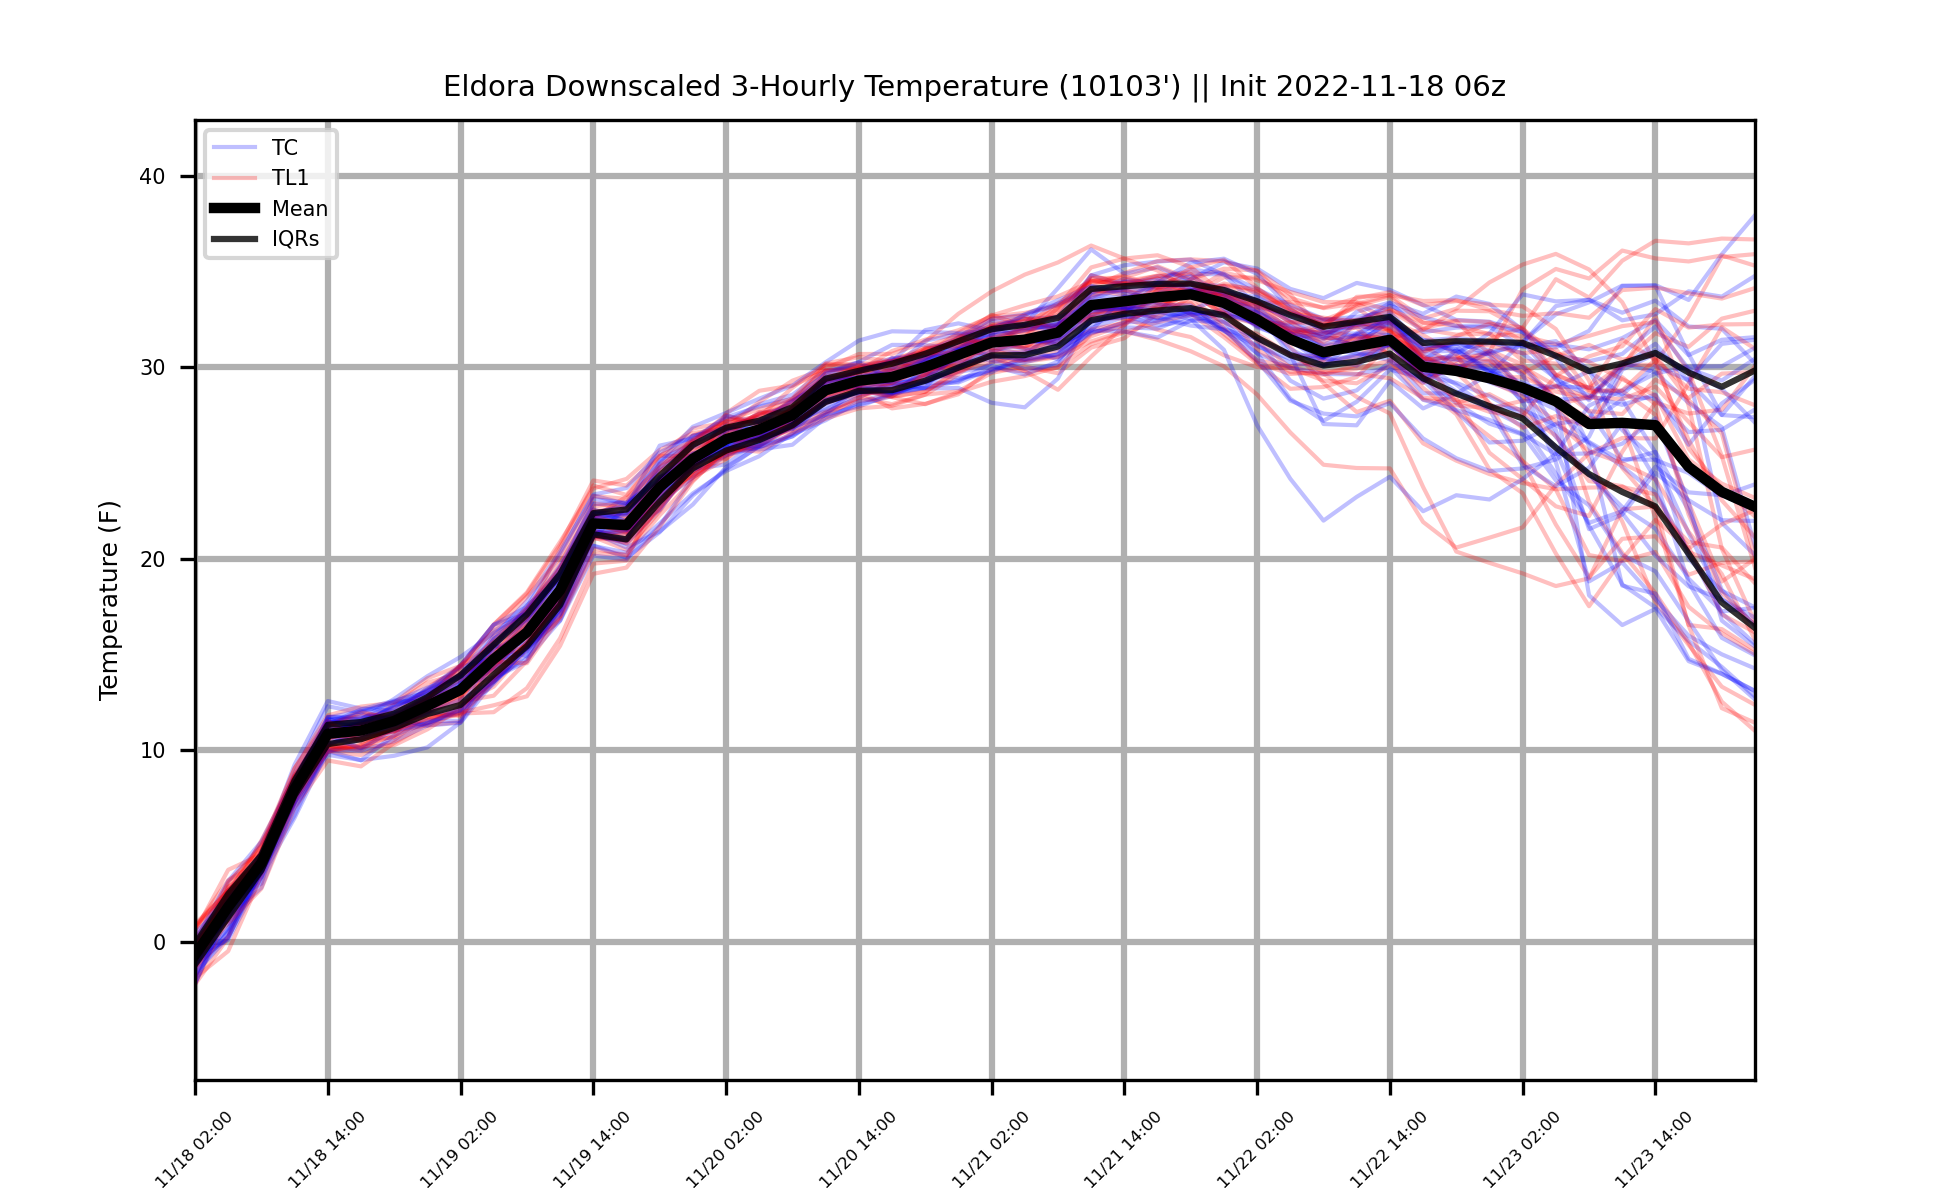 Eldora Downscaled 3-Hourly Temperature (10103') || Init 2022-11-18 06z
TC
TL1
Mean
IQRs
Temperature (F)
40
30
20
10
0
11/18 02:00
11/18 14:00
11/19 02:00
11/19 14:00
11/20 02:00
11/20 14:00
11/21 02:00
11/21 14:00
11/22 02:00
11/22 14:00
11/23 02:00
11/23 14:00